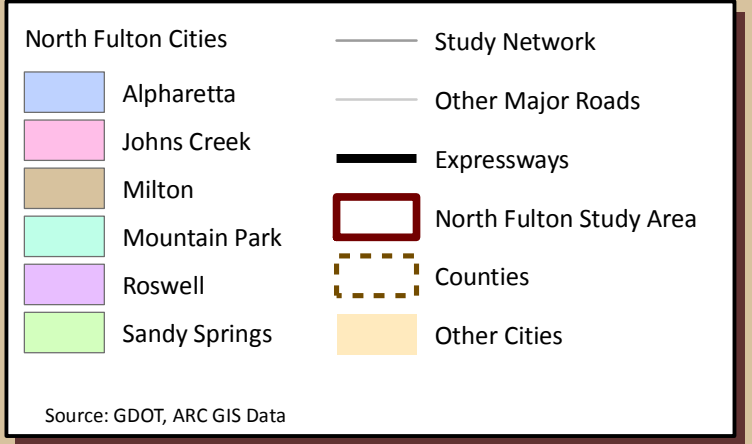 North Fulton Cities
Alpharetta
Johns Creek
Milton
Mountain Park
Roswell
Sandy Springs
Study Network
Other Major Roads
Expressways
North Fulton Study Area
Counties
Other Cities
Source: GDOT, ARC GIS Data